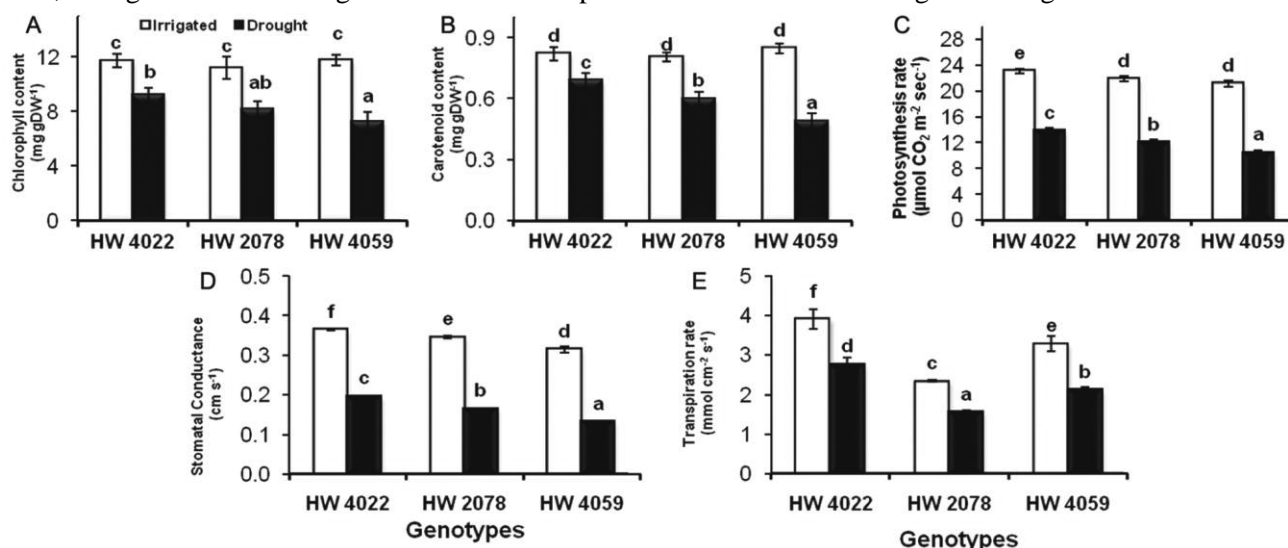 A
Irrigated Drought
c c c
b ab a
Chlorophyll content
(mg gDW-1)
12
8
4
0
HW 4022 HW 2078 HW 4059
B
d d d
c b a
Carotenoid content
(mg gDW-1)
0.9
0.6
0.3
0.0
HW 4022 HW 2078 HW 4059
C
e d d
c b a
Photosynthesis rate
(µmol CO2 m-2 sec-1)
28
24
20
16
12
8
4
0
HW 4022 HW 2078 HW 4059
D
f e d
c b a
Stomatal Conductance
(cm s-1)
0.5
0.4
0.3
0.2
0.1
0.0
HW 4022 HW 2078 HW 4059
Genotypes
E
f c e
d a b
Transpiration rate
(mmol cm-2 s-1)
5
4
3
2
1
0
HW 4022 HW 2078 HW 4059
Genotypes